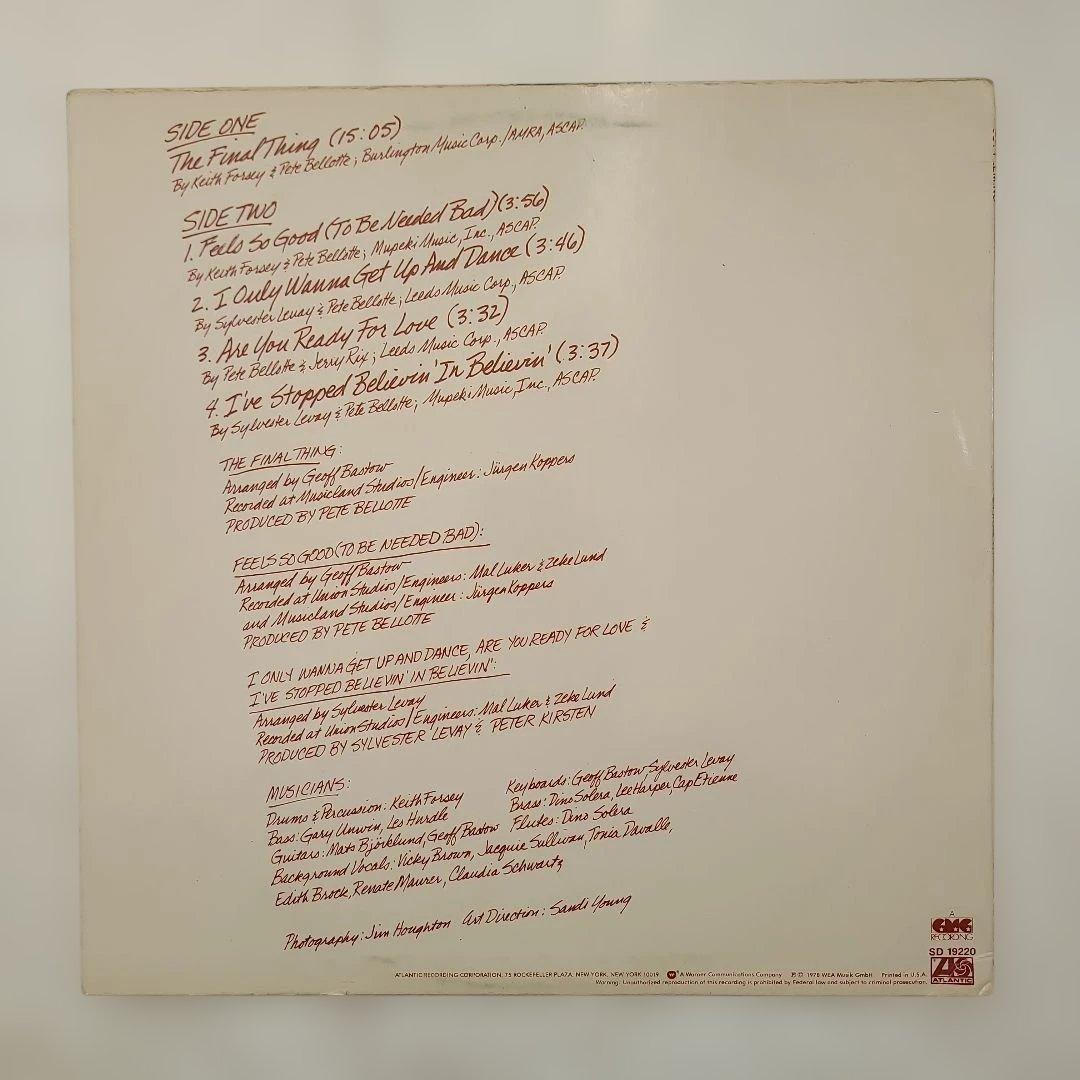 SIDE ONE
The Final Thing (15:05)
By Keith Forsey & Pete Bellotte; Burlington Music Corp./AMRA, ASCAP.
SIDE TWO
1. Feels So Good (To Be Needed Bad) (3:56)
By Keith Forsey & Pete Bellotte; Mupeki Music, Inc., ASCAP.
2. I Only Wanna Get Up And Dance (3:46)
By Sylvester Levay & Pete Bellotte; Leeds Music Corp., ASCAP.
3. Are You Ready For Love (3:32)
By Pete Bellotte & Jerry Rix; Leeds Music Corp., ASCAP.
4. I've Stopped Believin' In Believin' (3:37)
By Sylvester Levay & Pete Bellotte; Mupeki Music, Inc., ASCAP.
THE FINAL THING:
Arranged by Geoff Bastow
Recorded at Musicland Studios/Engineer: Jürgen Koppers
PRODUCED BY PETE BELLOTTE
FEELS SO GOOD (TO BE NEEDED BAD):
Arranged by Geoff Bastow
Recorded at Union Studios/Engineers: Mal Luker & Zeke Lund
and Musicland Studios/Engineer: Jürgen Koppers
PRODUCED BY PETE BELLOTTE
I ONLY WANNA GET UP AND DANCE, ARE YOU READY FOR LOVE &
I'VE STOPPED BELIEVIN' IN BELIEVIN':
Arranged by Sylvester Levay
Recorded at Union Studios/Engineers: Mal Luker & Zeke Lund
PRODUCED BY SYLVESTER LEVAY & PETER KIRSTEN
MUSICIANS:
Drums & Percussion: Keith Forsey Keyboards: Geoff Bastow, Sylvester Levay
Bass: Gary Unwin, Les Hurdle Brass: Dino Solera, Lee Harper, Cap Etienne
Guitars: Mats Björklund, Geoff Bastow Flutes: Dino Solera
Background Vocals: Vicky Brown, Jacquie Sullivan, Tonia Davalle,
Edith Brock, Renate Maurer, Claudia Schwartz
Photography: Jim Houghton Art Direction: Sandi Young
A
GMG
RECORDING
SD 19220
ATLANTIC
ATLANTIC RECORDING CORPORATION, 75 ROCKEFELLER PLAZA, NEW YORK, NEW YORK 10019. A Warner Communications Company ℗ © 1978 WEA Musik GmbH Printed in U.S.A.
Warning: Unauthorized reproduction of this recording is prohibited by Federal law and subject to criminal prosecution.